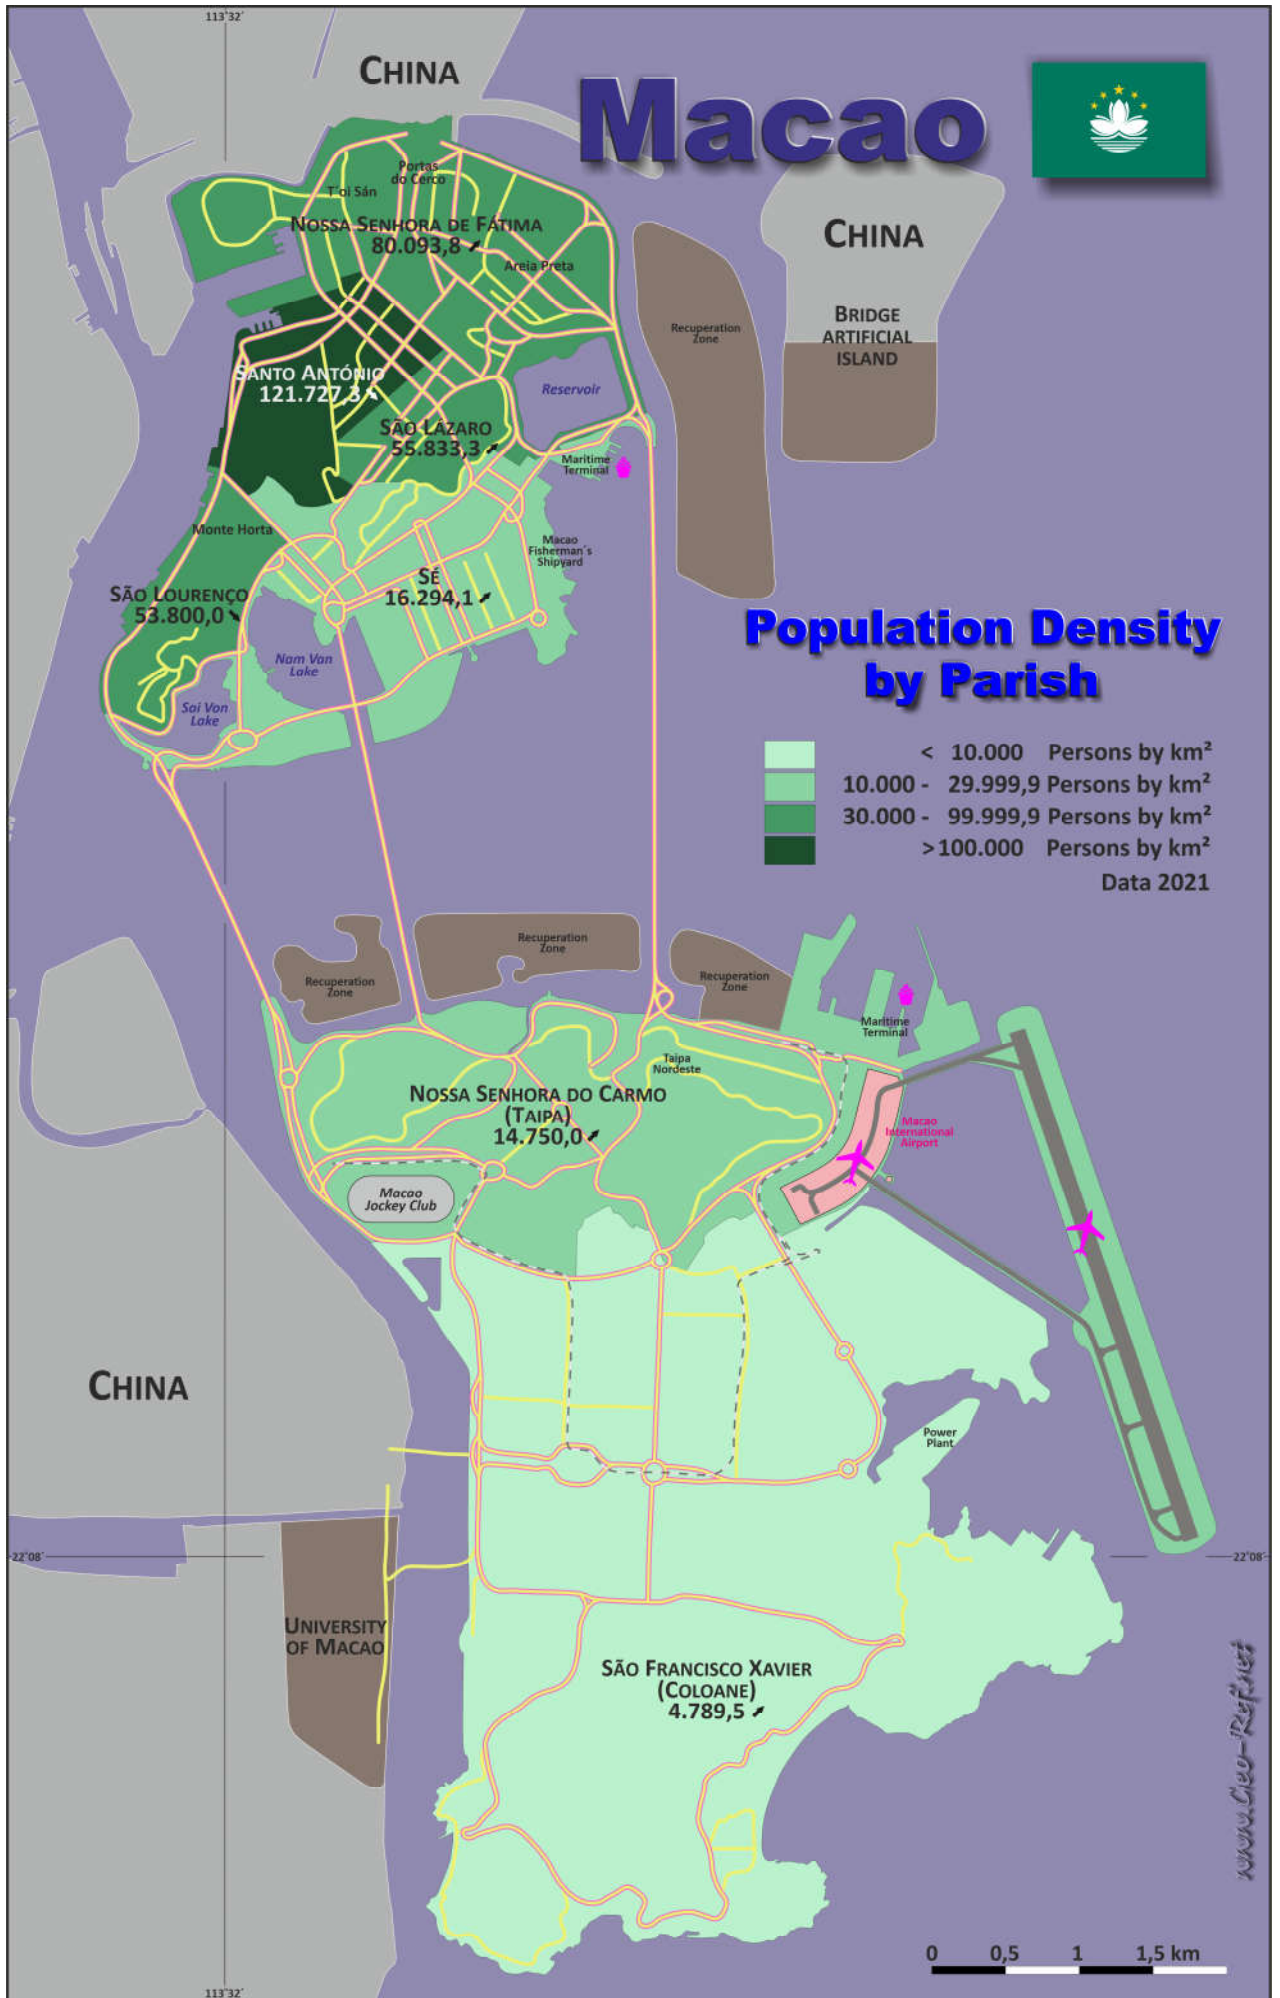 113°32´
CHINA
Macao
CHINA
BRIDGE
ARTIFICIAL
ISLAND
Portas
do Cerco
T´oi Sán
NOSSA SENHORA DE FÁTIMA
80.093,8
Areia Preta
Recuperation
Zone
SANTO ANTÓNIO
121.727,3
Reservoir
SÃO LÁZARO
55.833,3
Maritime
Terminal
Monte Horta
Macao
Fisherman´s
Shipyard
SÉ
16.294,1
SÃO LOURENÇO
53.800,0
Nam Van
Lake
Sai Van
Lake
Population Density
by Parish
< 10.000 Persons by km²
10.000 - 29.999,9 Persons by km²
30.000 - 99.999,9 Persons by km²
>100.000 Persons by km²
Data 2021
Recuperation
Zone
Recuperation
Zone
Recuperation
Zone
Maritime
Terminal
Taipa
Nordeste
NOSSA SENHORA DO CARMO
(TAIPA)
14.750,0
Macao
International
Airport
Macao
Jockey Club
CHINA
Power
Plant
22°08´
22°08´
UNIVERSITY
OF MACAO
SÃO FRANCISCO XAVIER
(COLOANE)
4.789,5
www.Geo-Ref.net
0 0,5 1 1,5 km
113°32´